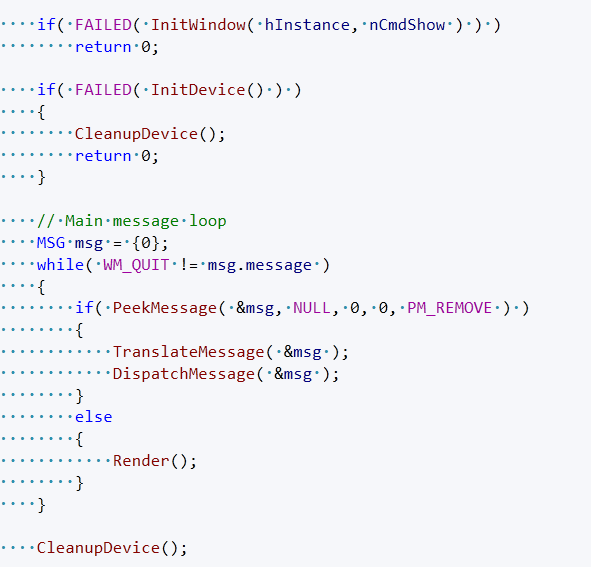 if( FAILED( InitWindow( hInstance, nCmdShow ) ) )
        return 0;

    if( FAILED( InitDevice() ) )
    {
        CleanupDevice();
        return 0;
    }

    // Main message loop
    MSG msg = {0};
    while( WM_QUIT != msg.message )
    {
        if( PeekMessage( &msg, NULL, 0, 0, PM_REMOVE ) )
        {
            TranslateMessage( &msg );
            DispatchMessage( &msg );
        }
        else
        {
            Render();
        }
    }

    CleanupDevice();